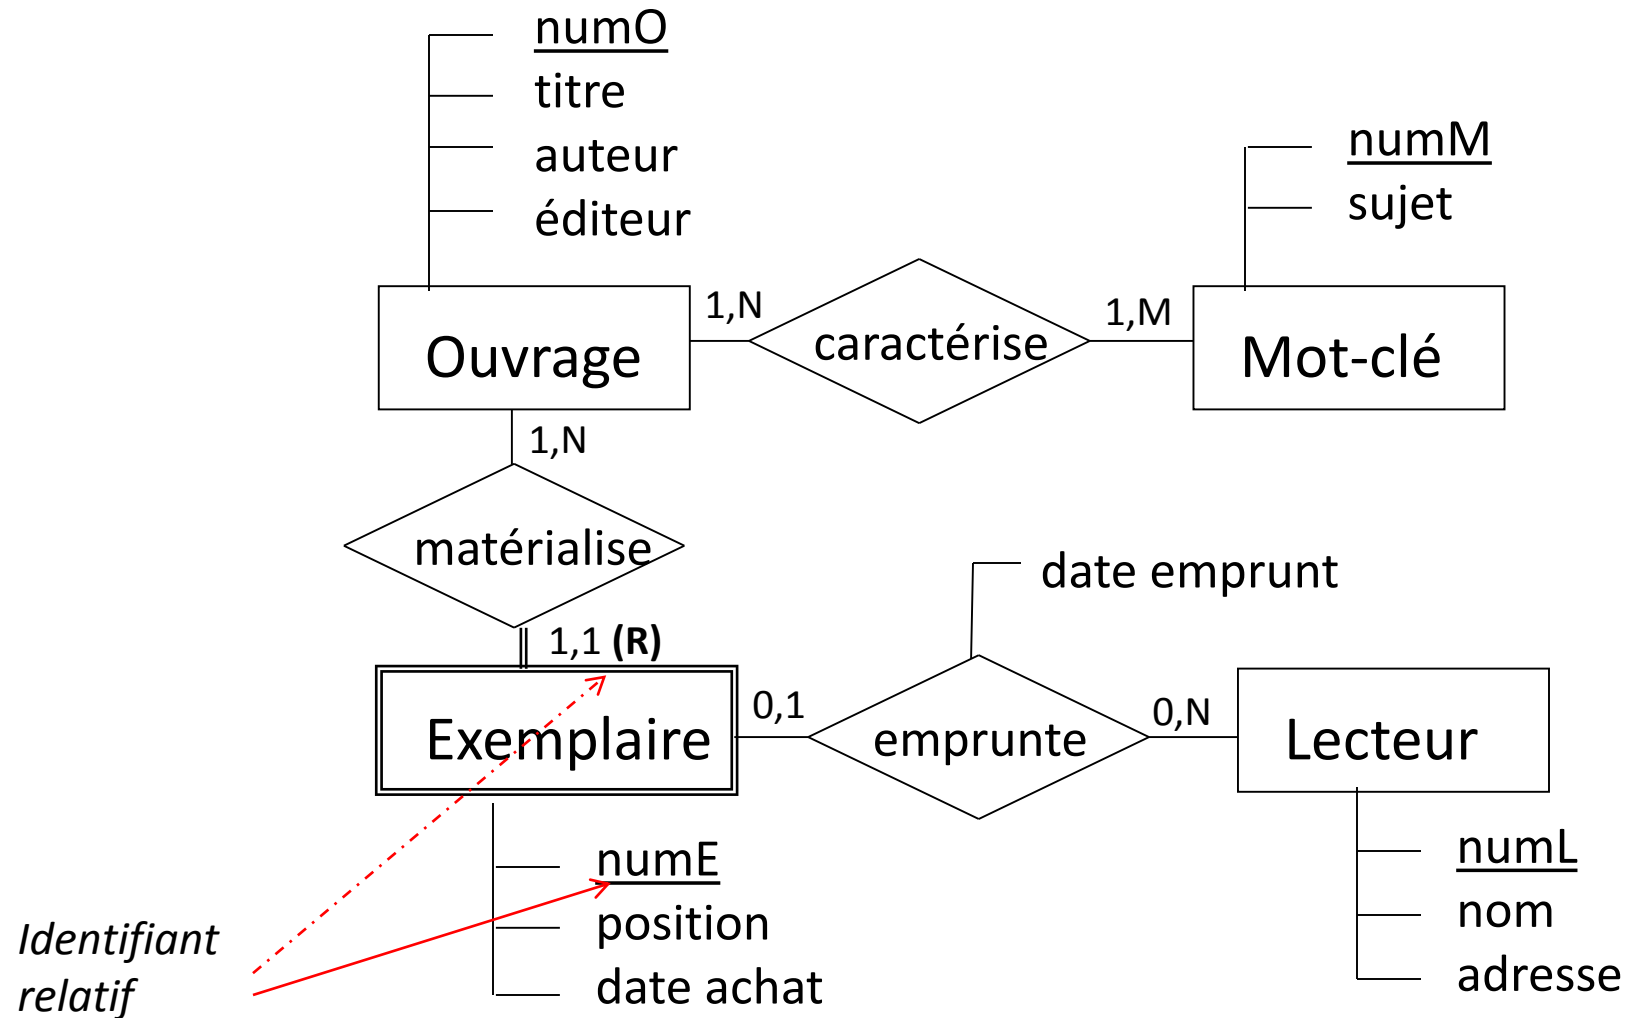 numO
titre
auteur
éditeur
numM
sujet
Ouvrage
1,N
caractérise
1,M
Mot-clé
1,N
matérialise
date emprunt
1,1 (R)
Exemplaire
0,1
emprunte
0,N
Lecteur
numE
position
date achat
numL
nom
adresse
Identifiant
relatif